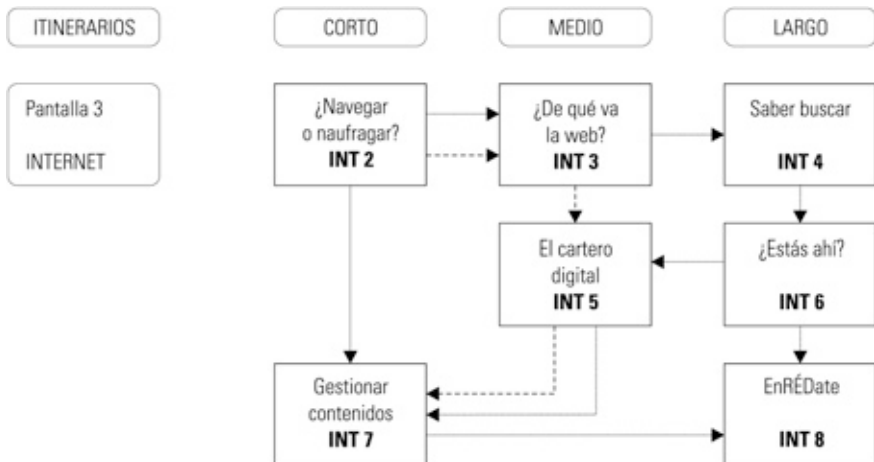 ITINERARIOS
CORTO
MEDIO
LARGO
Pantalla 3
INTERNET
¿Navegar
o naufragar?
INT 2
¿De qué va
la web?
INT 3
Saber buscar
INT 4
El cartero
digital
INT 5
¿Estás ahí?
INT 6
Gestionar
contenidos
INT 7
EnRÉDate
INT 8